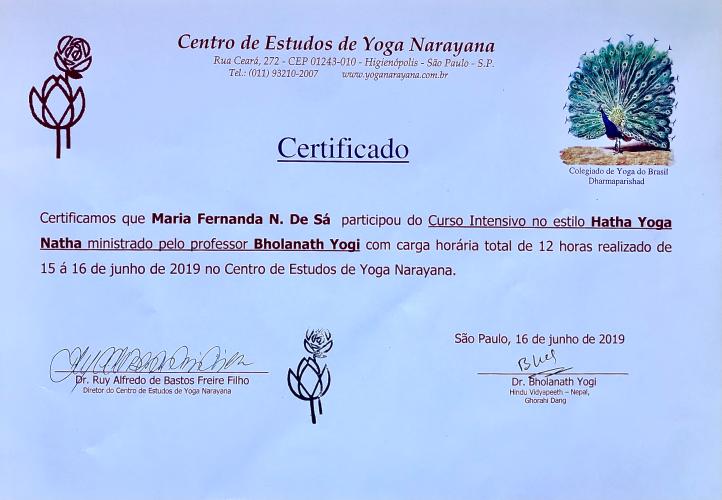 Centro de Estudos de Yoga Narayana
Rua Ceará, 272 - CEP 01243-010 - Higienópolis - São Paulo - S.P.
Tel.: (011) 93210-2007 www.yoganarayana.com.br
Certificado
Colegiado de Yoga do Brasil
Dharmaparishad
Certificamos que Maria Fernanda N. De Sá participou do Curso Intensivo no estilo Hatha Yoga
Natha ministrado pelo professor Bholanath Yogi com carga horária total de 12 horas realizado de
15 á 16 de junho de 2019 no Centro de Estudos de Yoga Narayana.
São Paulo, 16 de junho de 2019
Dr. Ruy Alfredo de Bastos Freire Filho
Diretor do Centro de Estudos de Yoga Narayana
Dr. Bholanath Yogi
Hindu Vidyapeeth – Nepal,
Ghorahi Dang